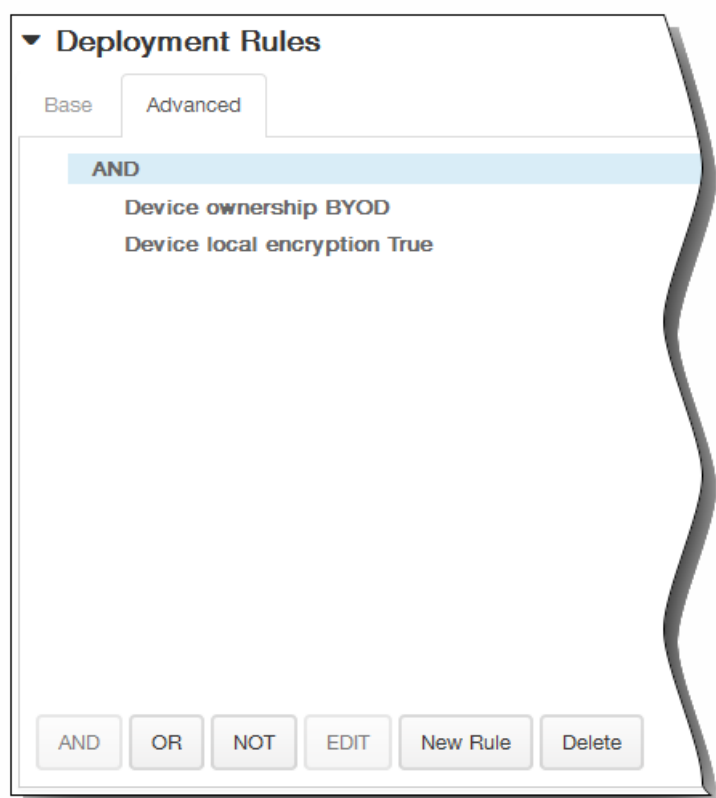 Deployment Rules
Base Advanced
AND
Device ownership BYOD
Device local encryption True
AND OR NOT EDIT New Rule Delete